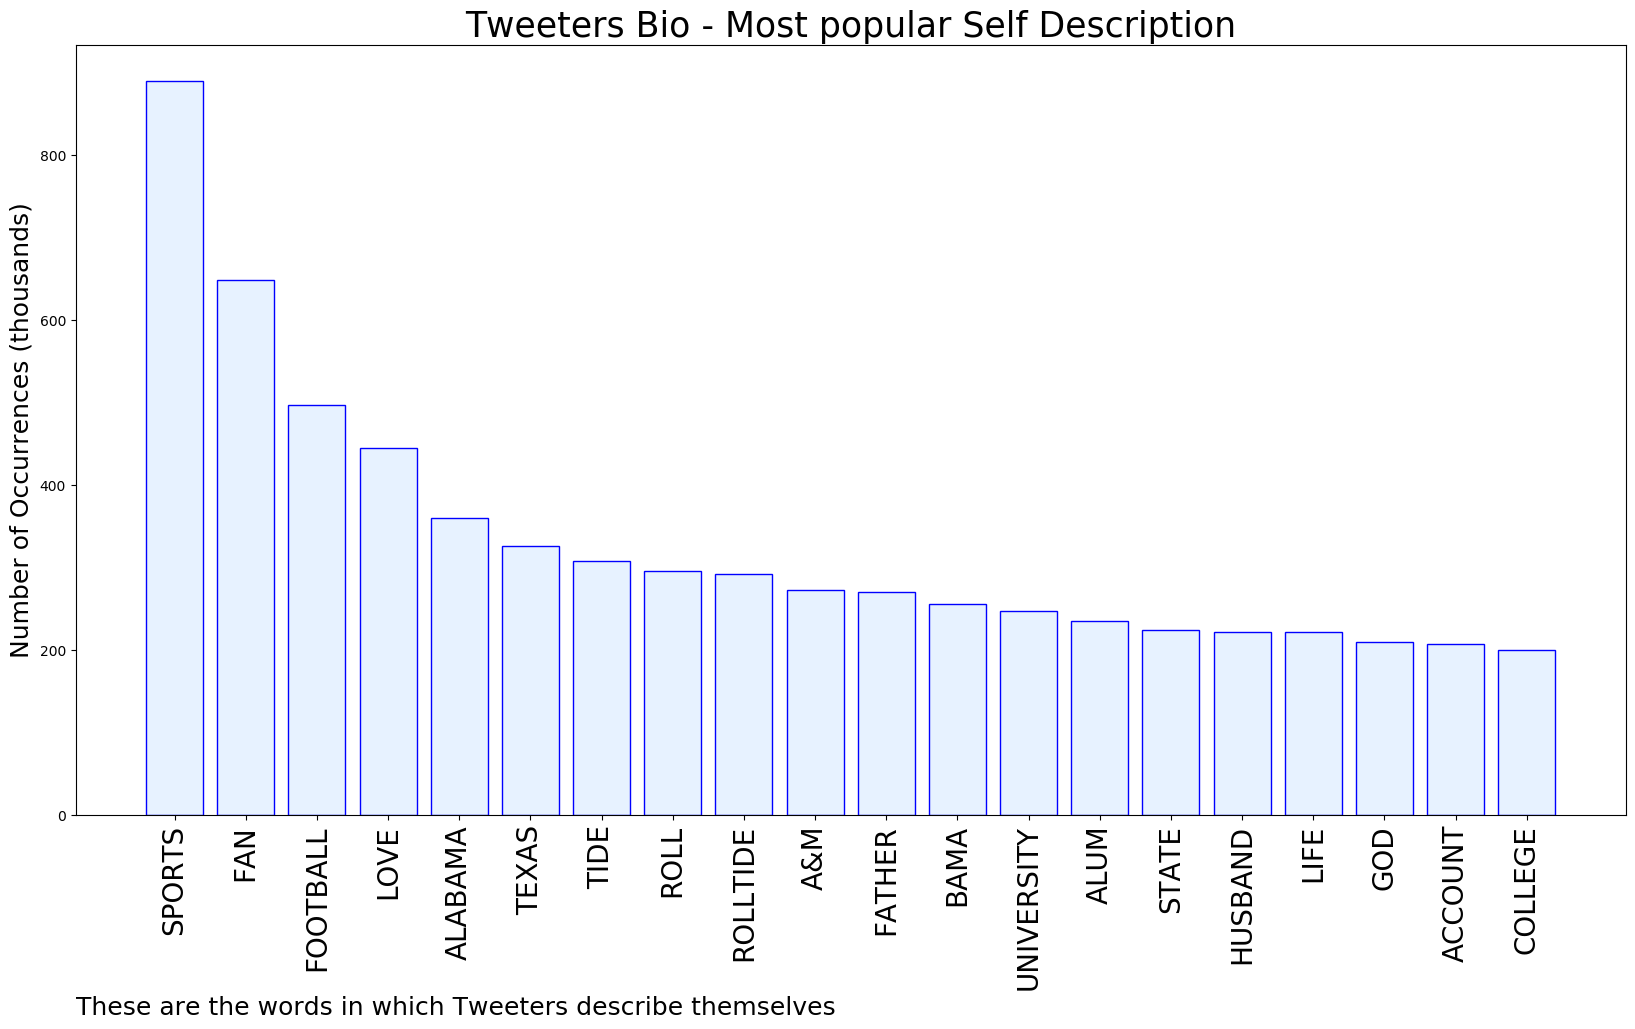 Tweeters Bio - Most popular Self Description
Number of Occurrences (thousands)
800
600
400
200
0
SPORTS
FAN
FOOTBALL
LOVE
ALABAMA
TEXAS
TIDE
ROLL
ROLLTIDE
A&M
FATHER
BAMA
UNIVERSITY
ALUM
STATE
HUSBAND
LIFE
GOD
ACCOUNT
COLLEGE
These are the words in which Tweeters describe themselves